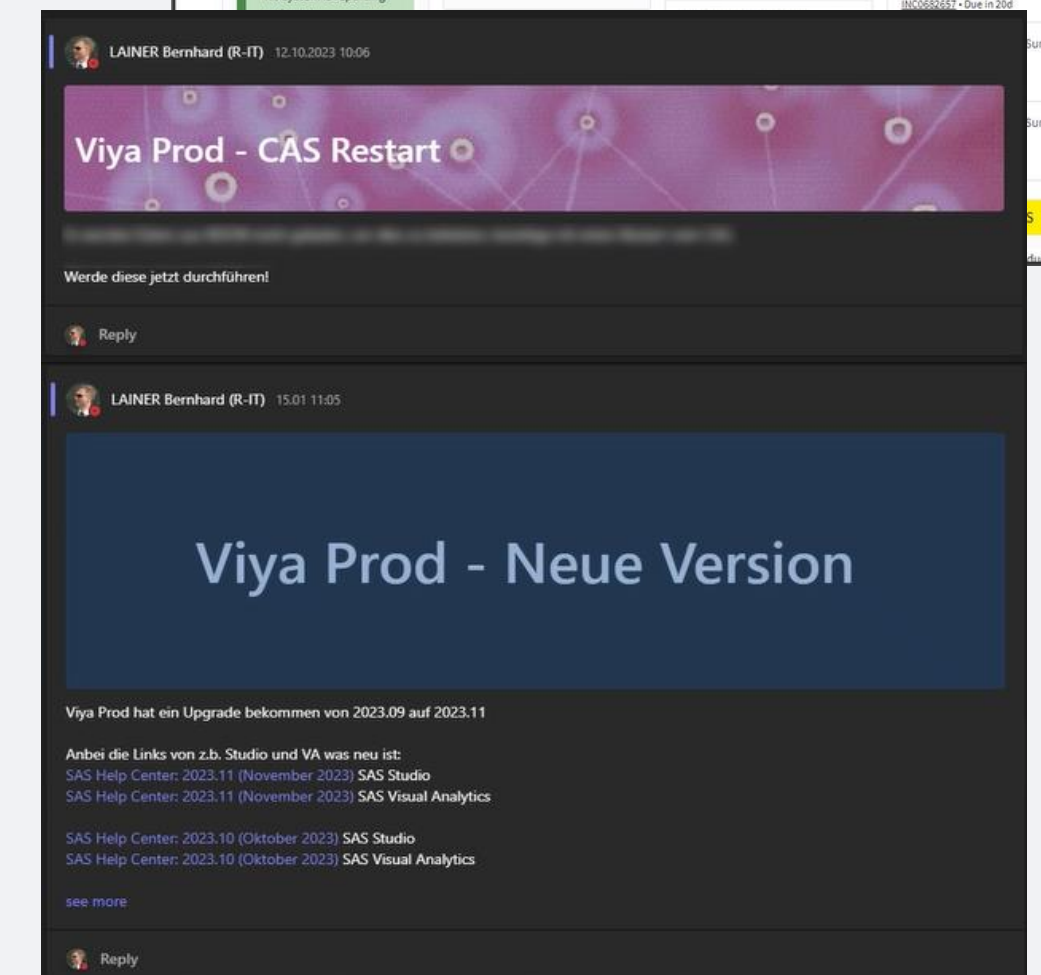 INC0682657 • Due in 20d
LAINER Bernhard (R-IT) 12.10.2023 10:06
Viya Prod - CAS Restart
Werde diese jetzt durchführen!
Reply
LAINER Bernhard (R-IT) 15.01 11:05
Viya Prod - Neue Version
Viya Prod hat ein Upgrade bekommen von 2023.09 auf 2023.11
Anbei die Links von z.b. Studio und VA was neu ist:
SAS Help Center: 2023.11 (November 2023) SAS Studio
SAS Help Center: 2023.11 (November 2023) SAS Visual Analytics
SAS Help Center: 2023.10 (Oktober 2023) SAS Studio
SAS Help Center: 2023.10 (Oktober 2023) SAS Visual Analytics
see more
Reply